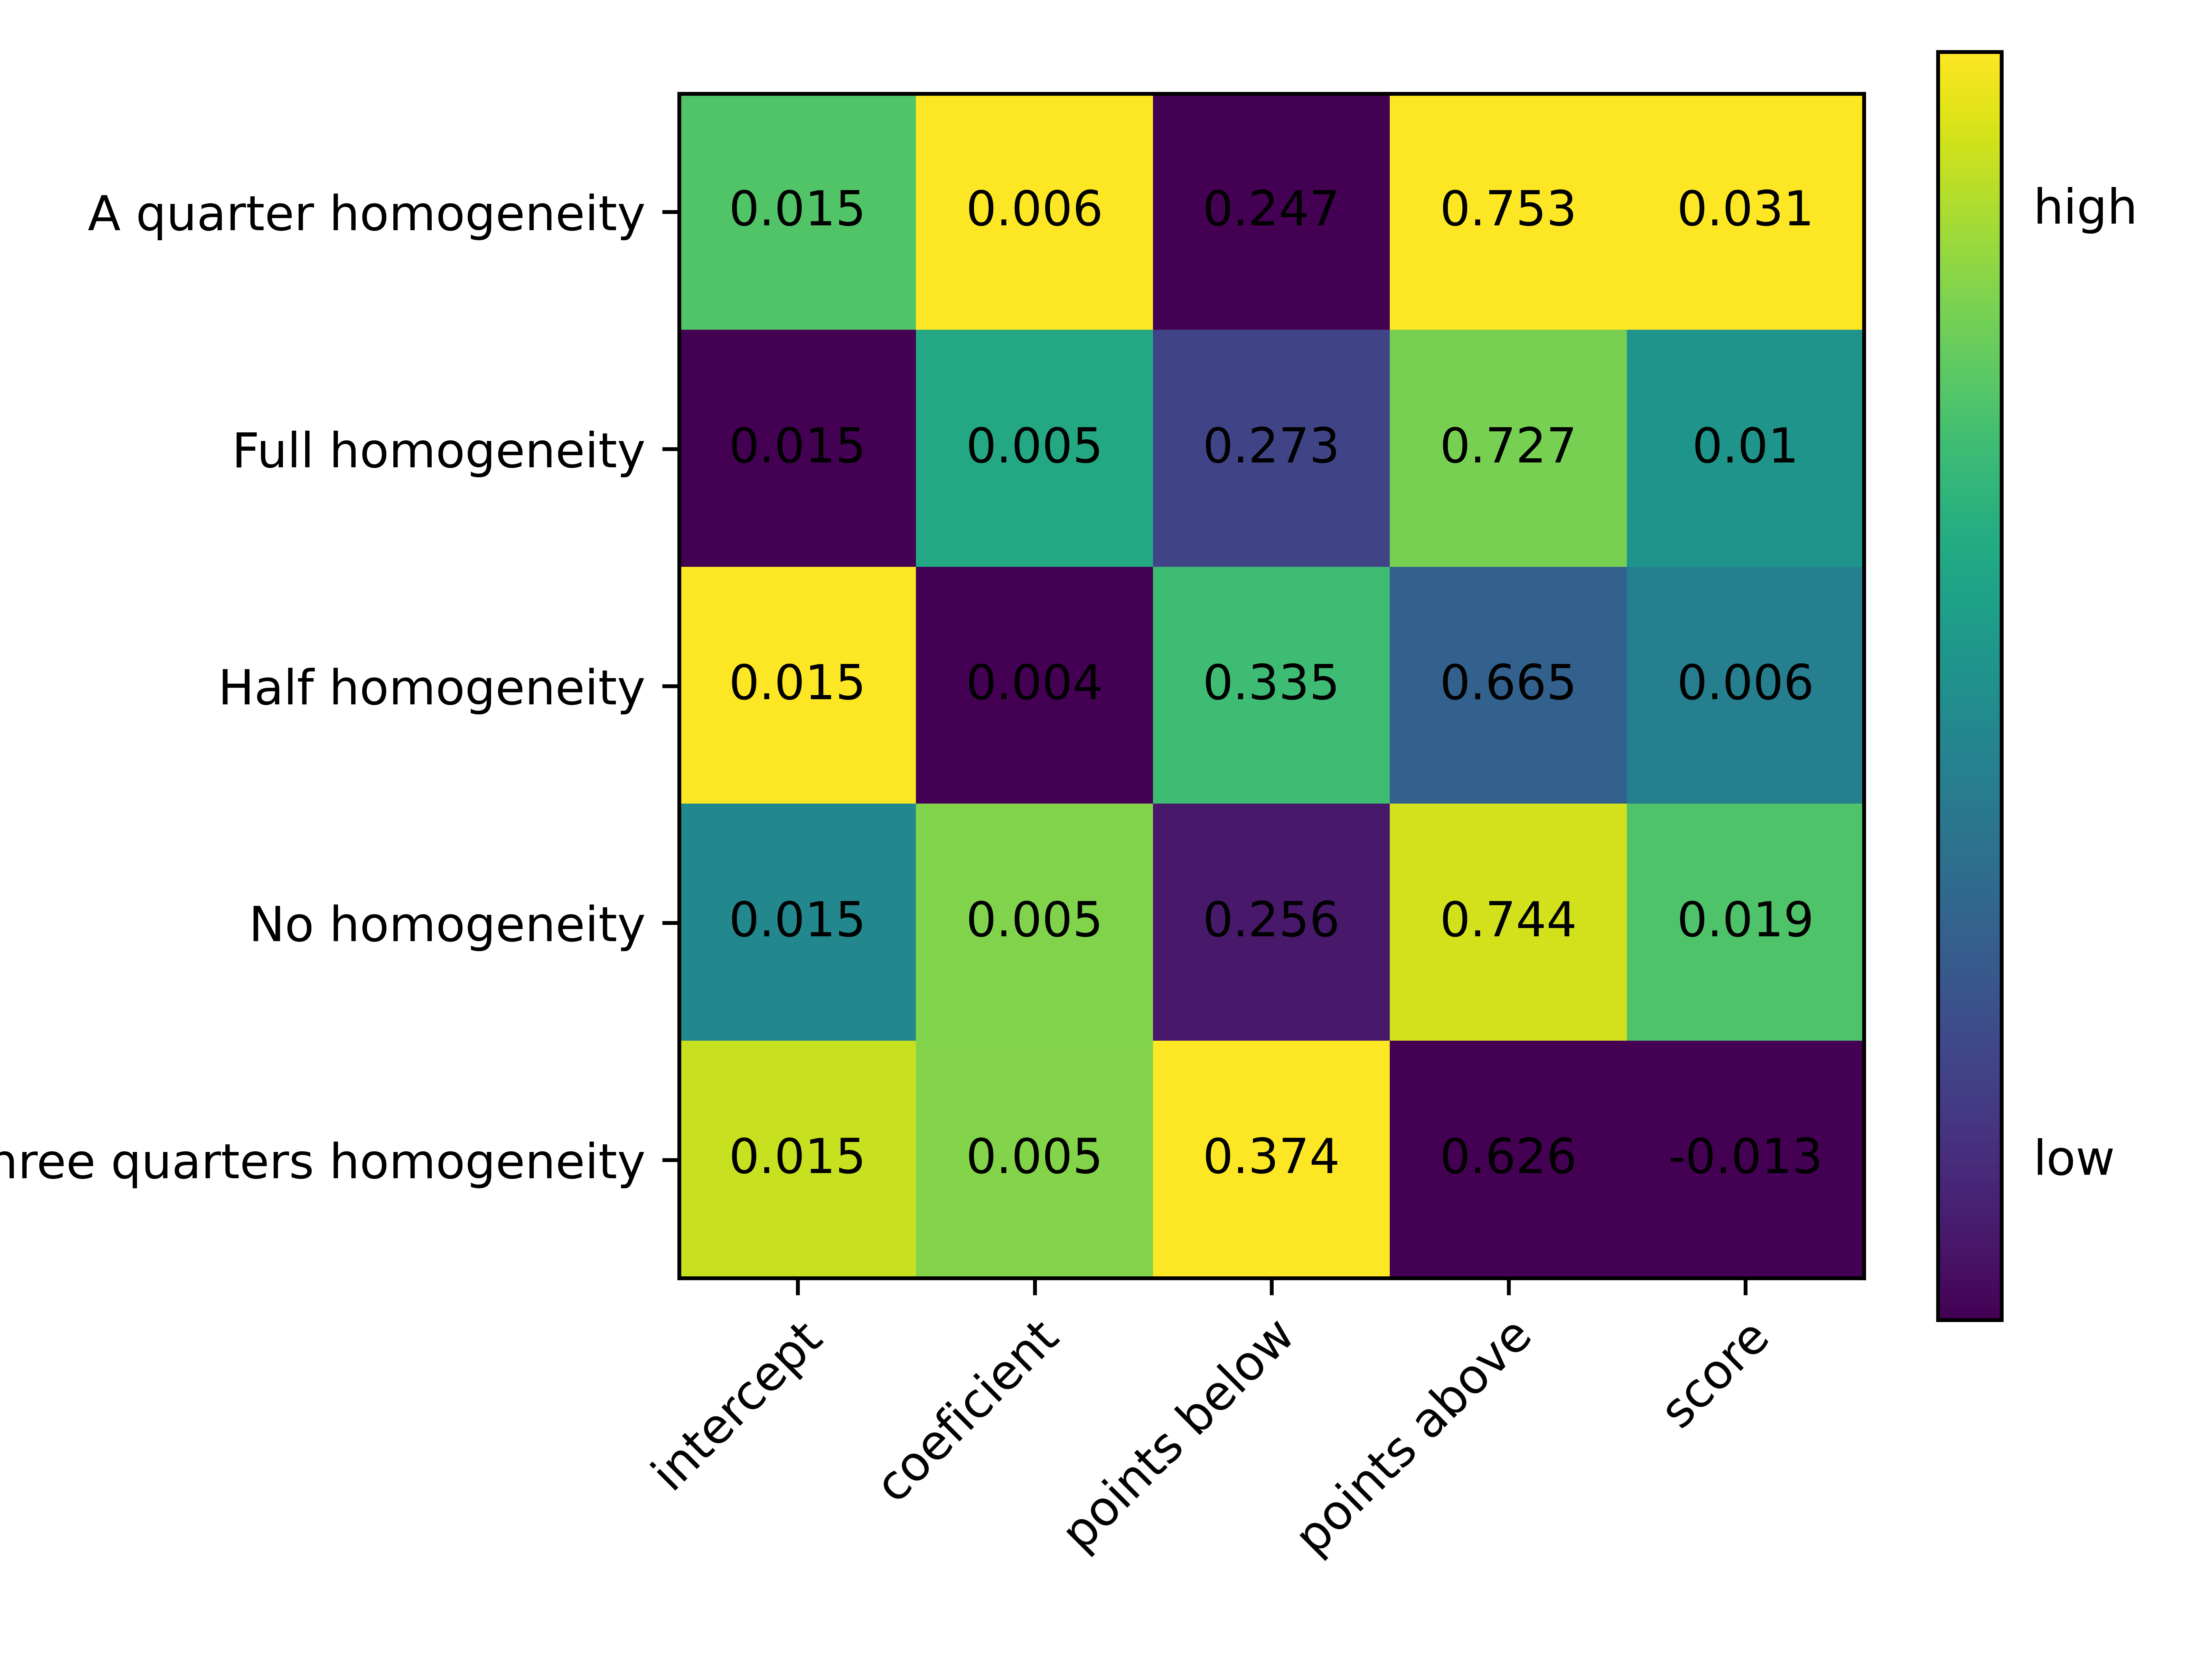 A quarter homogeneity 0.015 0.006 0.247 0.753 0.031 high
Full homogeneity 0.015 0.005 0.273 0.727 0.01
Half homogeneity 0.015 0.004 0.335 0.665 0.006
No homogeneity 0.015 0.005 0.256 0.744 0.019
hree quarters homogeneity 0.015 0.005 0.374 0.626 -0.013 low
intercept coeficient points below points above score